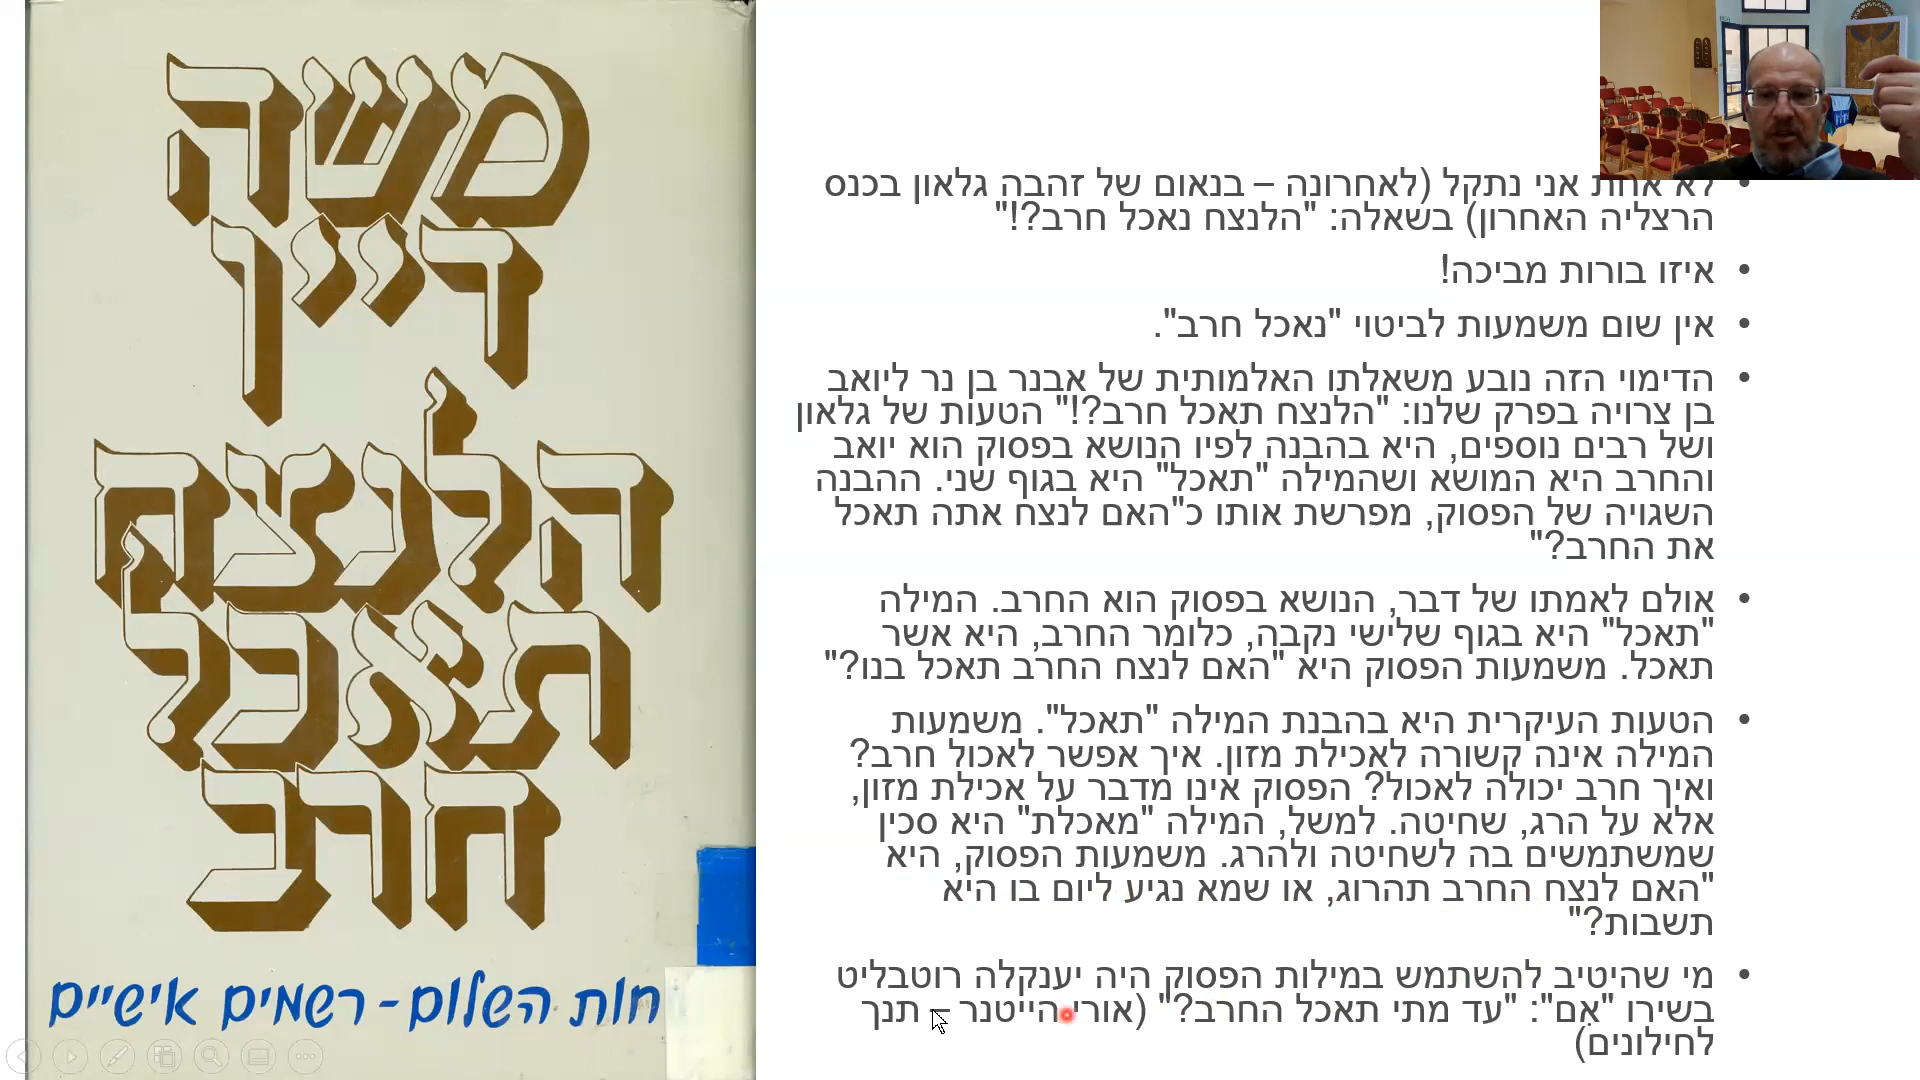 משה
דיין
הלנצח
תאכל
חרב
חות השלום - רשמים אישיים
לא אחת אני נתקל (לאחרונה – בנאום של זהבה גלאון בכנס
הרצליה האחרון) בשאלה: "הלנצח נאכל חרב?!"
איזו בורות מביכה!
אין שום משמעות לביטוי "נאכל חרב".
הדימוי הזה נובע משאלתו האלמותית של אבנר בן נר ליואב
בן צרויה בפרק שלנו: "הלנצח תאכל חרב?!" הטעות של גלאון
ושל רבים נוספים, היא בהבנה לפיו הנושא בפסוק הוא יואב
והחרב היא המושא ושהמילה "תאכל" היא בגוף שני. ההבנה
השגויה של הפסוק, מפרשת אותו כ"האם לנצח אתה תאכל
את החרב?"
אולם לאמתו של דבר, הנושא בפסוק הוא החרב. המילה
"תאכל" היא בגוף שלישי נקבה, כלומר החרב, היא אשר
תאכל. משמעות הפסוק היא "האם לנצח החרב תאכל בנו?"
הטעות העיקרית היא בהבנת המילה "תאכל". משמעות
המילה אינה קשורה לאכילת מזון. איך אפשר לאכול חרב?
ואיך חרב יכולה לאכול? הפסוק אינו מדבר על אכילת מזון,
אלא על הרג, שחיטה. למשל, המילה "מאכלת" היא סכין
שמשתמשים בה לשחיטה ולהרג. משמעות הפסוק, היא
"האם לנצח החרב תהרוג, או שמא נגיע ליום בו היא
תשבות?"
מי שהיטיב להשתמש במילות הפסוק היה יענקלה רוטבליט
בשירו "אִם": "עד מתי תאכל החרב?" (אורי הייטנר – תנך
לחילונים)